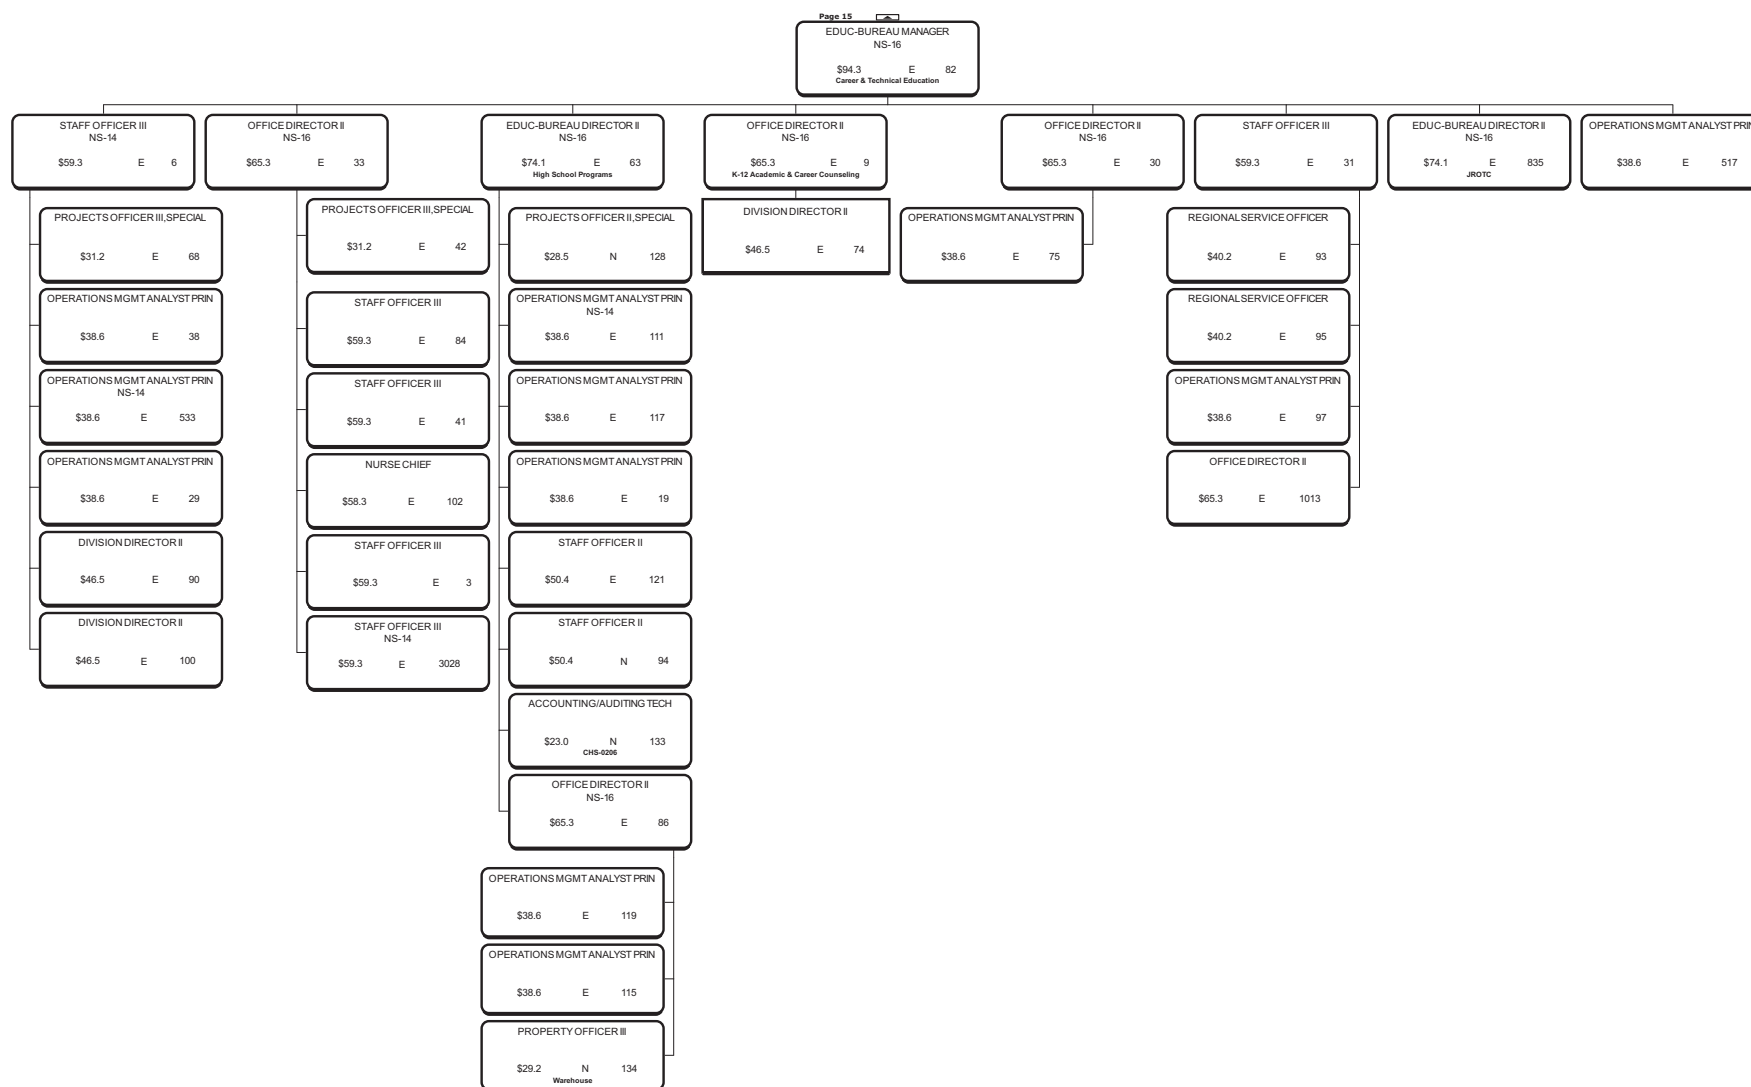 Page 15
EDUC-BUREAU MANAGER
NS-16
$94.3 E 82
Career & Technical Education
STAFF OFFICER III
NS-14
$59.3 E 6
OFFICE DIRECTOR II
NS-16
$65.3 E 33
EDUC-BUREAU DIRECTOR II
NS-16
$74.1 E 63
High School Programs
OFFICE DIRECTOR II
NS-16
$65.3 E 9
K-12 Academic & Career Counseling
OFFICE DIRECTOR II
NS-16
$65.3 E 30
STAFF OFFICER III
$59.3 E 31
EDUC-BUREAU DIRECTOR II
NS-16
$74.1 E 835
JROTC
OPERATIONS MGMT ANALYST PRIN
$38.6 E 517
PROJECTS OFFICER III,SPECIAL
$31.2 E 68
OPERATIONS MGMT ANALYST PRIN
$38.6 E 38
OPERATIONS MGMT ANALYST PRIN
NS-14
$38.6 E 533
OPERATIONS MGMT ANALYST PRIN
$38.6 E 29
DIVISION DIRECTOR II
$46.5 E 90
DIVISION DIRECTOR II
$46.5 E 100
PROJECTS OFFICER III,SPECIAL
$31.2 E 42
STAFF OFFICER III
$59.3 E 84
STAFF OFFICER III
$59.3 E 41
NURSE CHIEF
$58.3 E 102
STAFF OFFICER III
$59.3 E 3
STAFF OFFICER III
NS-14
$59.3 E 3028
PROJECTS OFFICER II,SPECIAL
$28.5 N 128
OPERATIONS MGMT ANALYST PRIN
NS-14
$38.6 E 111
OPERATIONS MGMT ANALYST PRIN
$38.6 E 117
OPERATIONS MGMT ANALYST PRIN
$38.6 E 19
STAFF OFFICER II
$50.4 E 121
STAFF OFFICER II
$50.4 N 94
ACCOUNTING/AUDITING TECH
$23.0 N 133
CHS-0206
OFFICE DIRECTOR II
NS-16
$65.3 E 86
OPERATIONS MGMT ANALYST PRIN
$38.6 E 119
OPERATIONS MGMT ANALYST PRIN
$38.6 E 115
PROPERTY OFFICER III
$29.2 N 134
Warehouse
DIVISION DIRECTOR II
$46.5 E 74
OPERATIONS MGMT ANALYST PRIN
$38.6 E 75
REGIONAL SERVICE OFFICER
$40.2 E 93
REGIONAL SERVICE OFFICER
$40.2 E 95
OPERATIONS MGMT ANALYST PRIN
$38.6 E 97
OFFICE DIRECTOR II
$65.3 E 1013